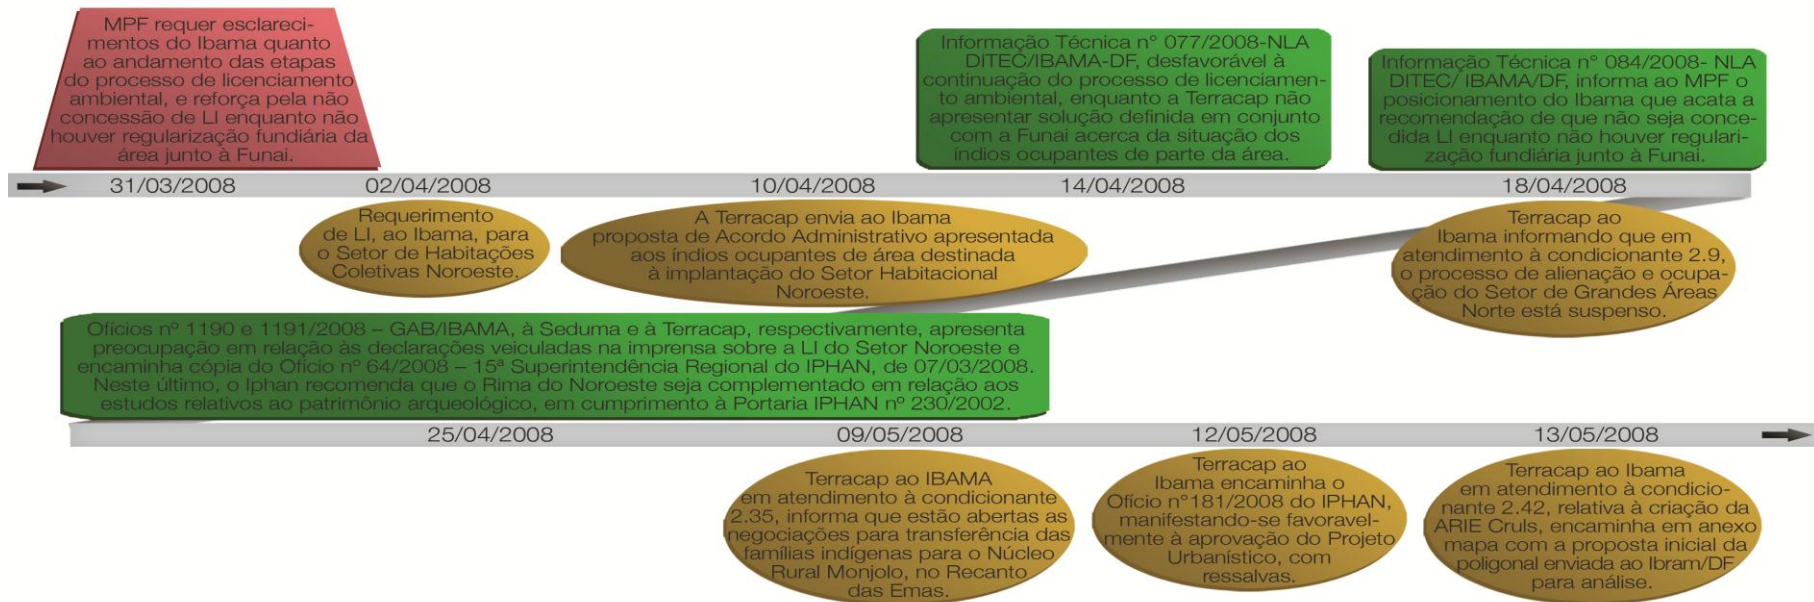 MPF requer esclareci-
mentos do Ibama quanto
ao andamento das etapas
do processo de licenciamento
ambiental, e reforça pela não
concessão de LI enquanto não
houver regularização fundiária da
área junto à Funai.
Informação Técnica n° 077/2008-NLA
DITEC/IBAMA-DF, desfavorável à
continuação do processo de licenciamen-
to ambiental, enquanto a Terracap não
apresentar solução definida em conjunto
com a Funai acerca da situação dos
índios ocupantes de parte da área.
Informação Técnica n° 084/2008- NLA
DITEC/ IBAMA/DF, informa ao MPF o
posicionamento do Ibama que acata a
recomendação de que não seja conce-
dida LI enquanto não houver regulari-
zação fundiária junto à Funai.
31/03/2008 02/04/2008 10/04/2008 14/04/2008 18/04/2008
Requerimento
de LI, ao Ibama, para
o Setor de Habitações
Coletivas Noroeste.
A Terracap envia ao Ibama
proposta de Acordo Administrativo apresentada
aos índios ocupantes de área destinada
à implantação do Setor Habitacional
Noroeste.
Terracap ao
Ibama informando que em
atendimento à condicionante 2.9,
o processo de alienação e ocupa-
ção do Setor de Grandes Áreas
Norte está suspenso.
Ofícios nº 1190 e 1191/2008 – GAB/IBAMA, à Seduma e à Terracap, respectivamente, apresenta
preocupação em relação às declarações veiculadas na imprensa sobre a LI do Setor Noroeste e
encaminha cópia do Ofício nº 64/2008 – 15ª Superintendência Regional do IPHAN, de 07/03/2008.
Neste último, o Iphan recomenda que o Rima do Noroeste seja complementado em relação aos
estudos relativos ao patrimônio arqueológico, em cumprimento à Portaria IPHAN nº 230/2002.
25/04/2008 09/05/2008 12/05/2008 13/05/2008
Terracap ao IBAMA
em atendimento à condicionante
2.35, informa que estão abertas as
negociações para transferência das
famílias indígenas para o Núcleo
Rural Monjolo, no Recanto
das Emas.
Terracap ao
Ibama encaminha o
Ofício n°181/2008 do IPHAN,
manifestando-se favoravel-
mente à aprovação do Projeto
Urbanístico, com
ressalvas.
Terracap ao Ibama
em atendimento à condicio-
nante 2.42, relativa à criação da
ARIE Cruls, encaminha em anexo
mapa com a proposta inicial da
poligonal enviada ao Ibram/DF
para análise.